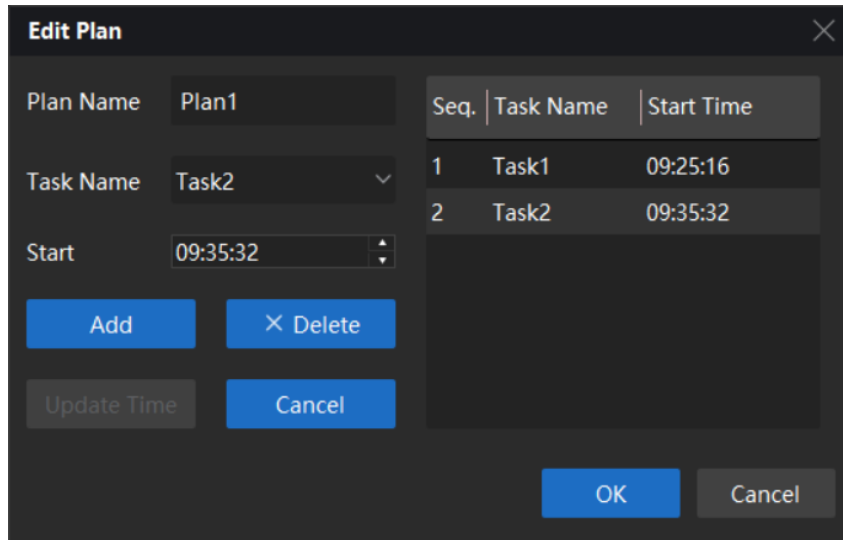 Edit Plan
Plan Name Plan1
Task Name Task2
Start 09:35:32
Add Delete
Update Time Cancel
Seq. Task Name Start Time
1 Task1 09:25:16
2 Task2 09:35:32
OK Cancel